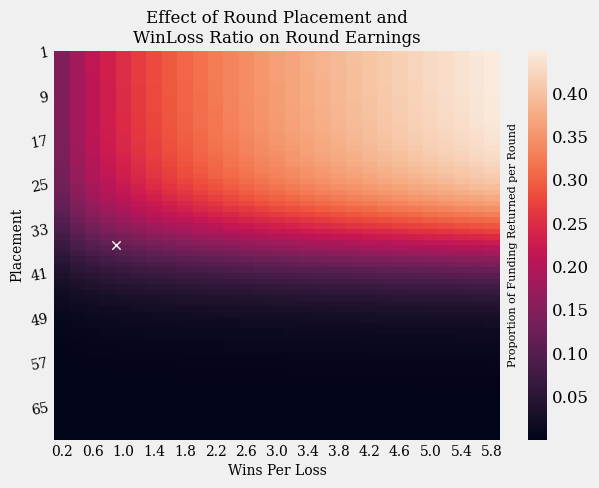 Effect of Round Placement and
WinLoss Ratio on Round Earnings
Placement
1
9
17
25
33
41
49
57
65
0.2 0.6 1.0 1.4 1.8 2.2 2.6 3.0 3.4 3.8 4.2 4.6 5.0 5.4 5.8
Wins Per Loss
0.40
0.35
0.30
0.25
0.20
0.15
0.10
0.05
Proportion of Funding Returned per Round